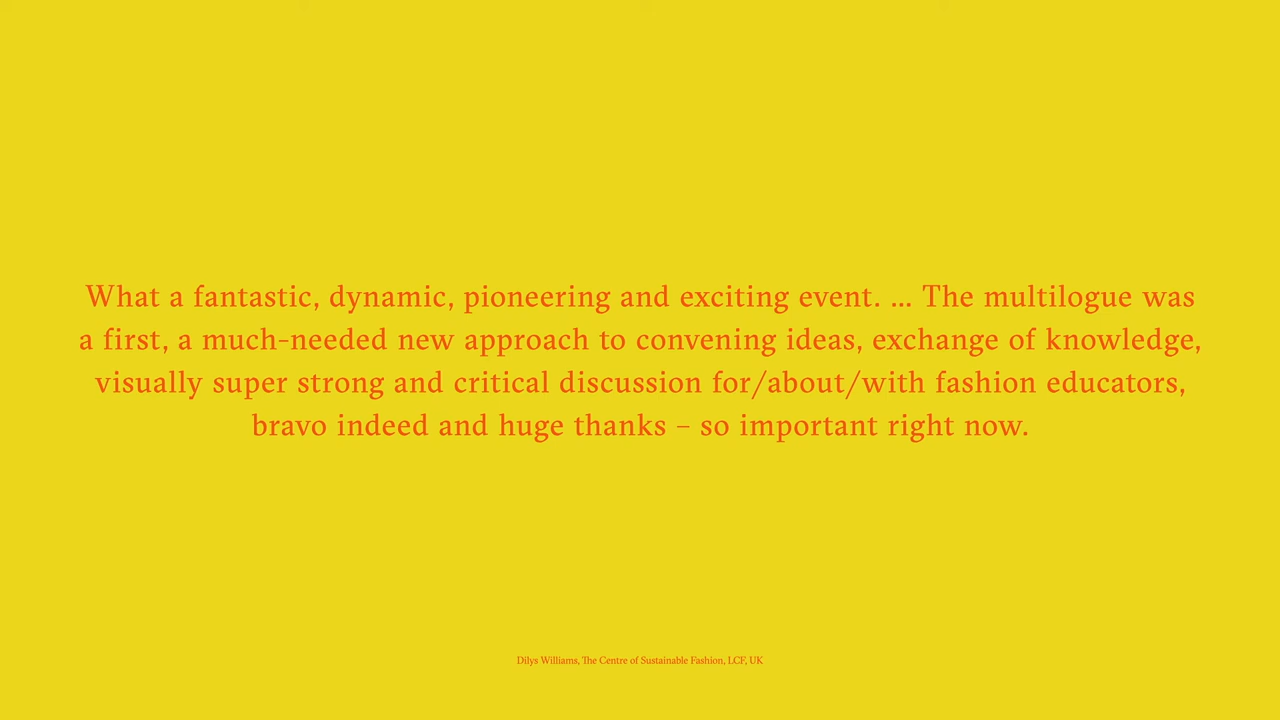 What a fantastic, dynamic, pioneering and exciting event. ... The multilogue was
a first, a much-needed new approach to convening ideas, exchange of knowledge,
visually super strong and critical discussion for/about/with fashion educators,
bravo indeed and huge thanks – so important right now.
Dilys Williams, The Centre of Sustainable Fashion, LCF, UK